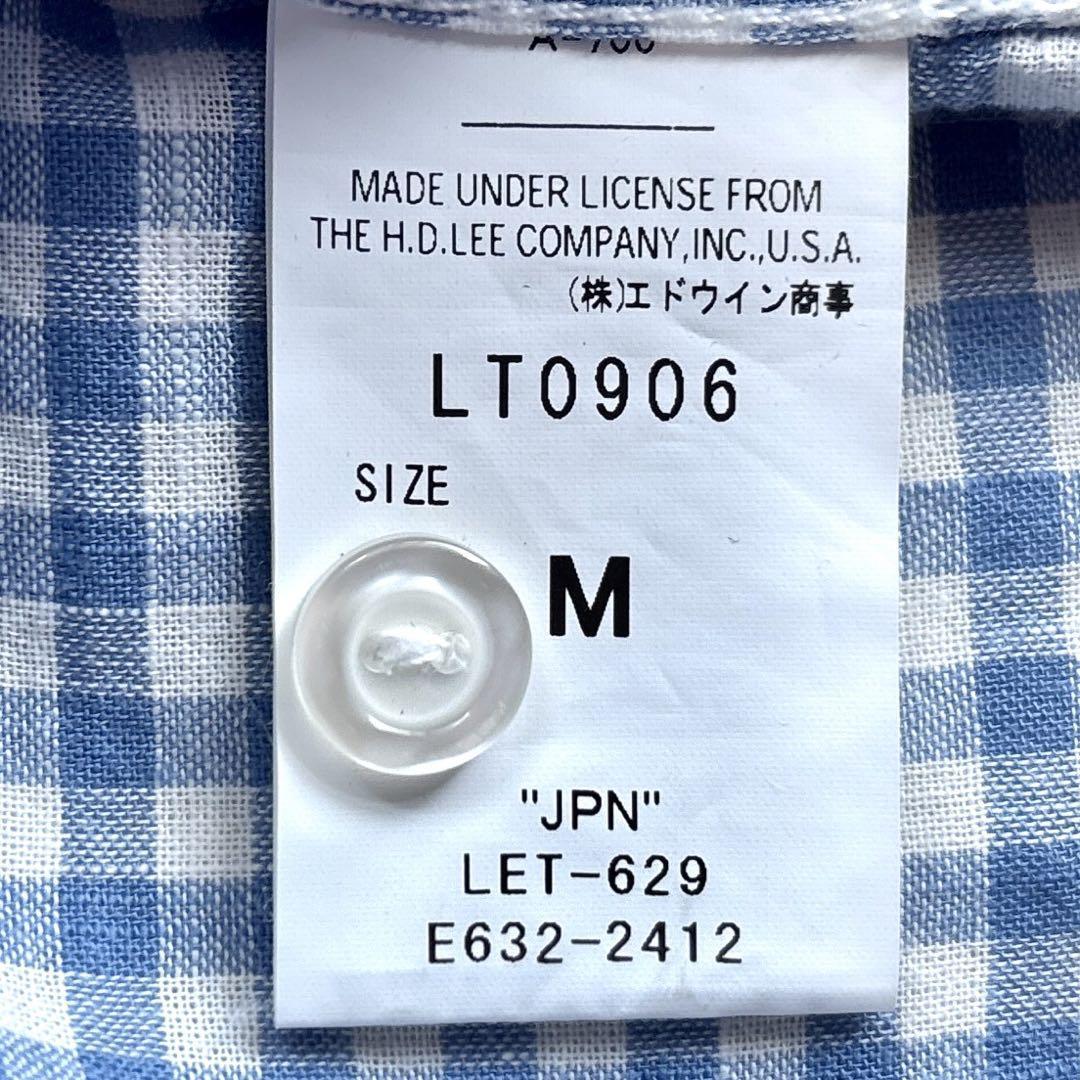 MADE UNDER LICENSE FROM
THE H.D.LEE COMPANY,INC.,U.S.A.
(株)エドウイン商事
LT0906
SIZE
M
"JPN"
LET-629
E632-2412